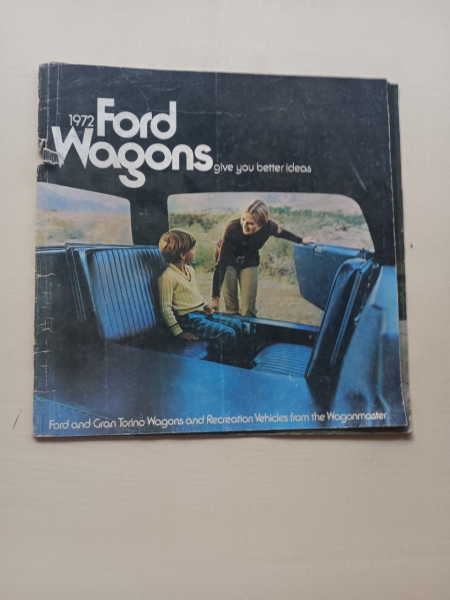 1972 Ford
Wagons give you better ideas
Ford and Gran Torino Wagons and Recreation Vehicles from the Wagonmaster